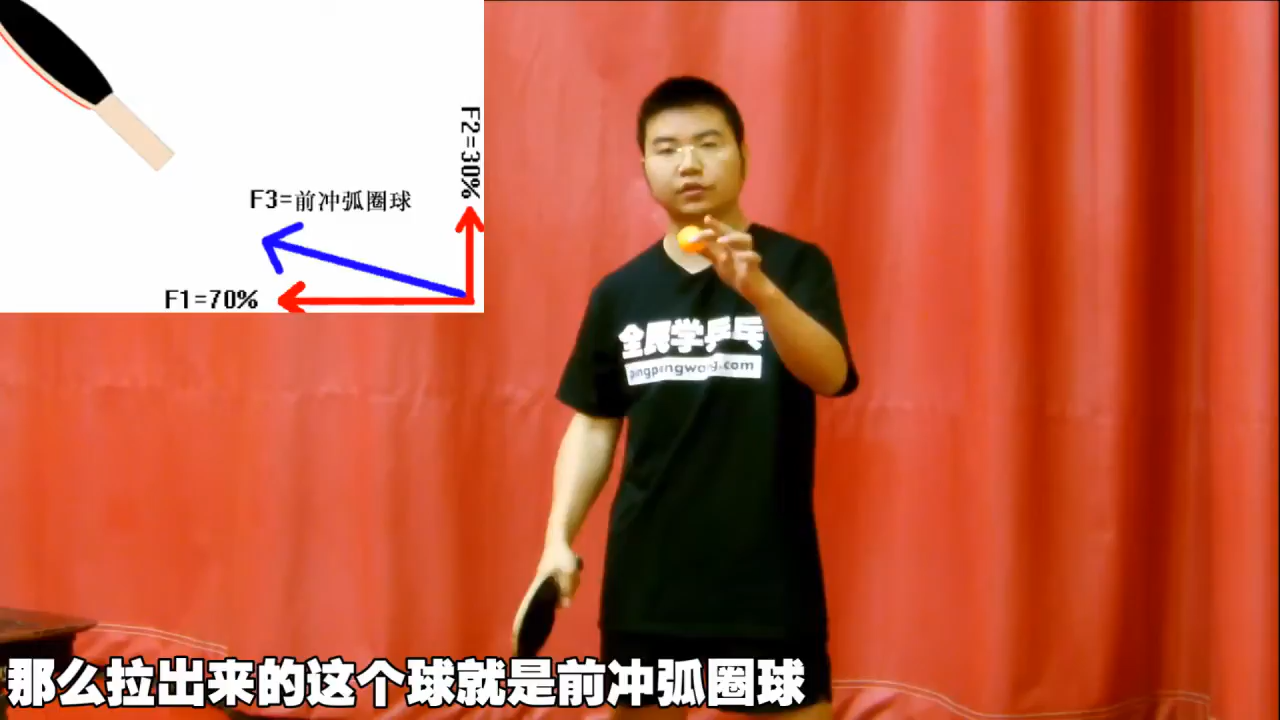 F2=30%
F3=前冲弧圈球
F1=70%
全民学乒乓
pingpangwang.com
那么拉出来的这个球就是前冲弧圈球